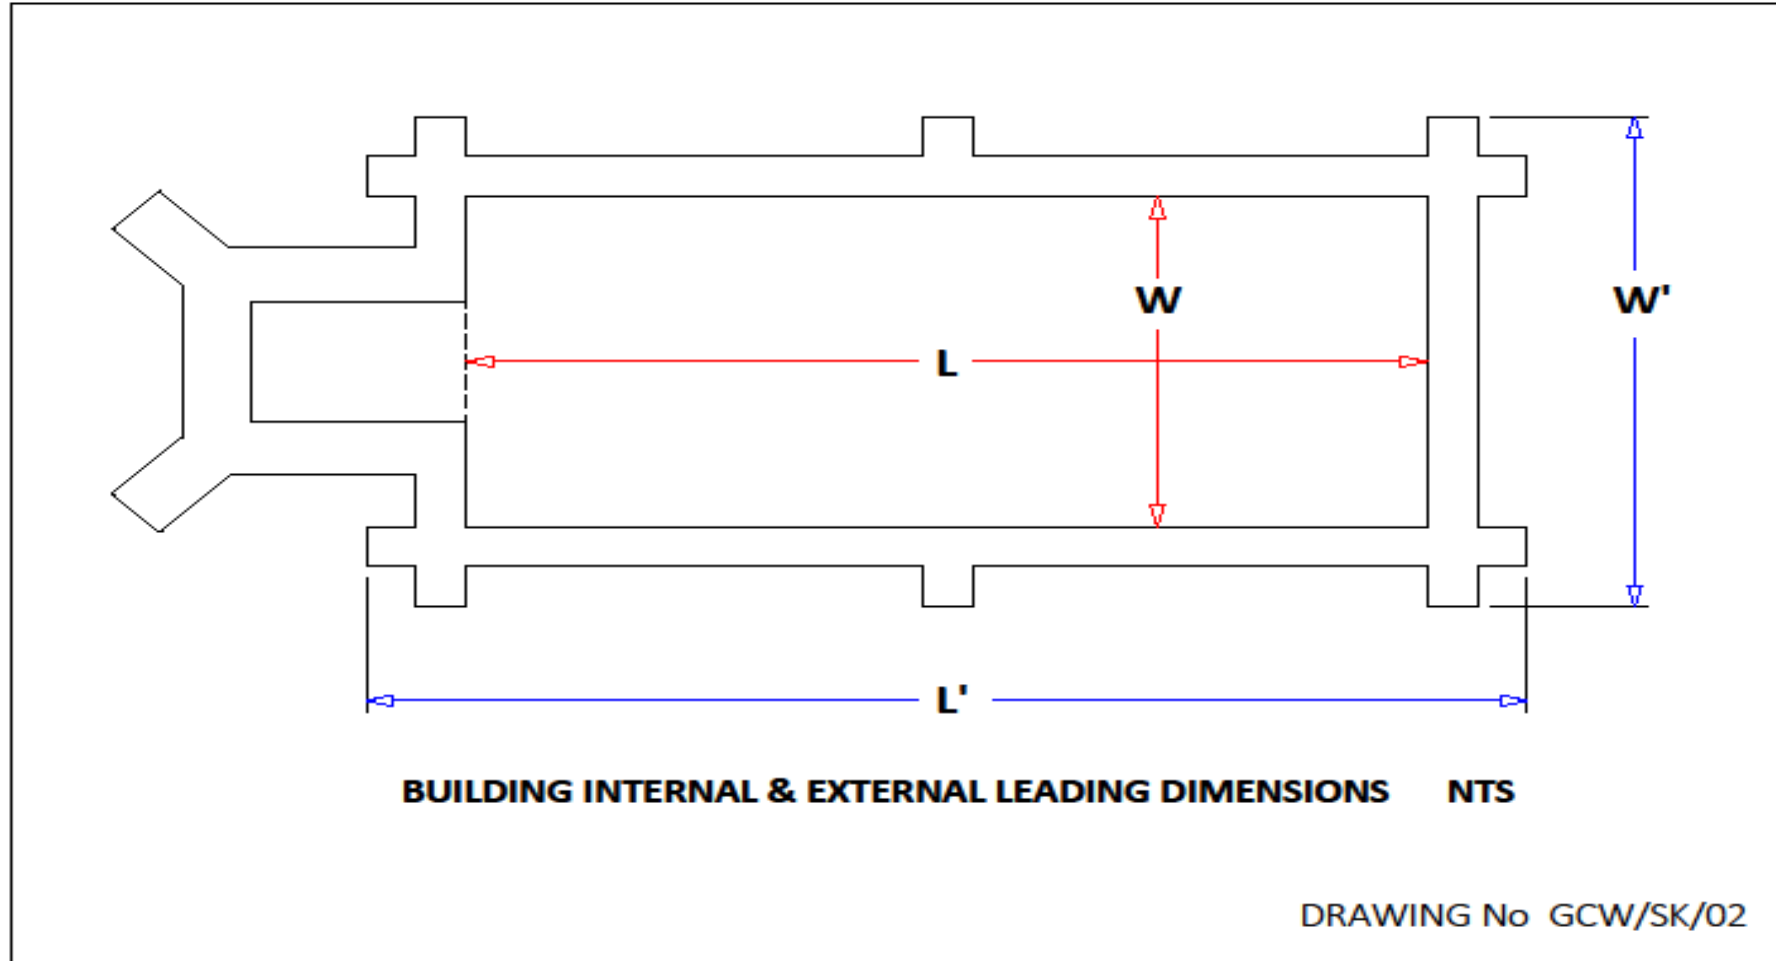 W
W'
L
L'
BUILDING INTERNAL & EXTERNAL LEADING DIMENSIONS NTS
DRAWING No GCW/SK/02